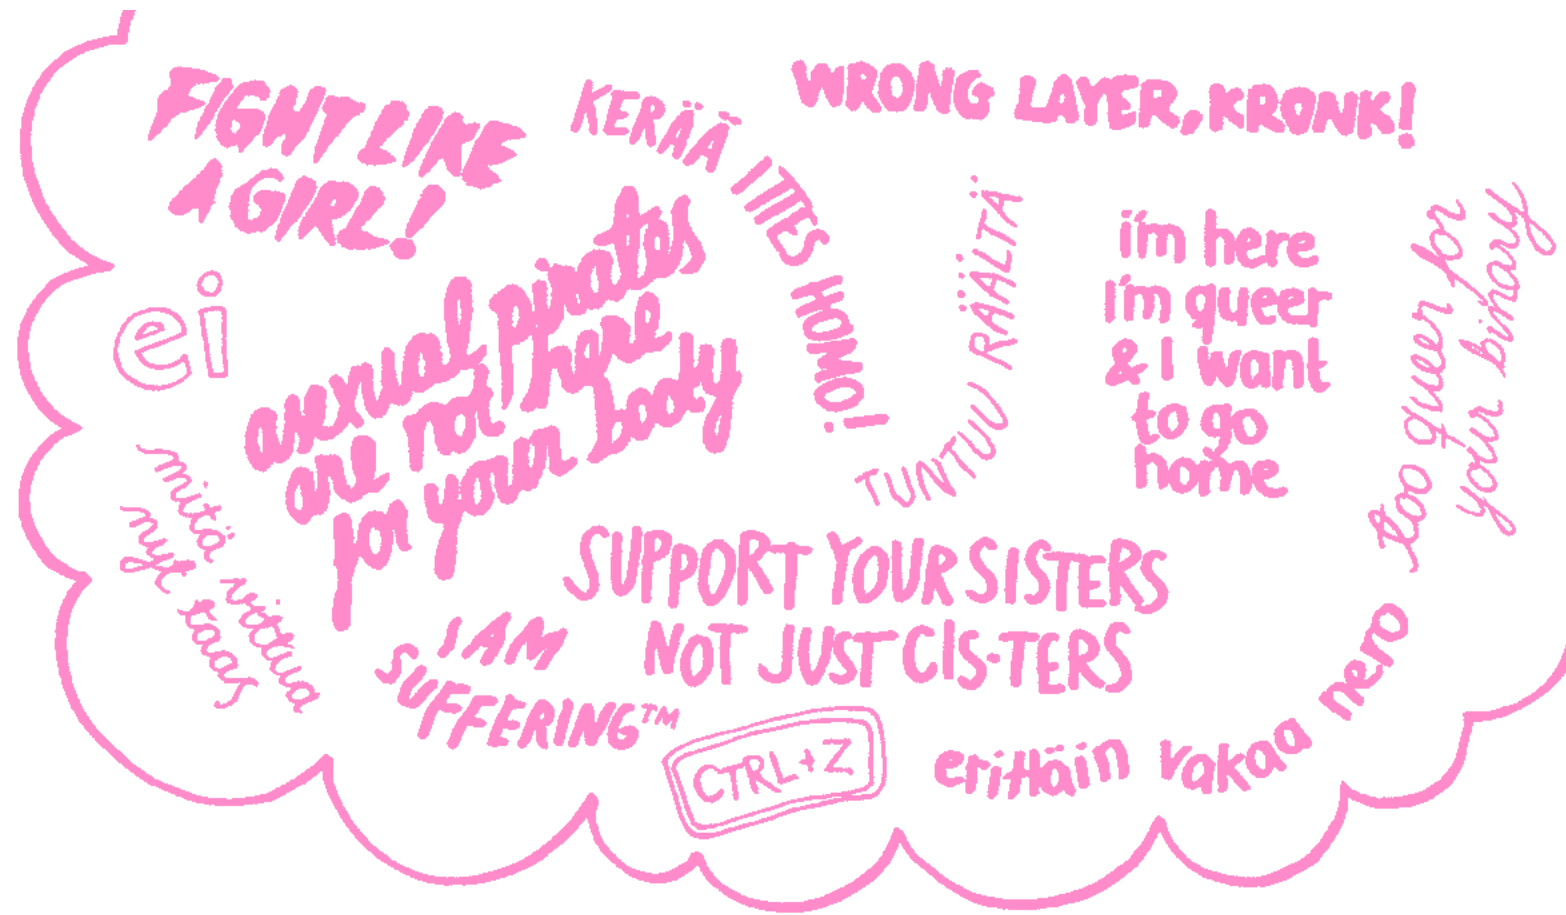 FIGHT LIKE
A GIRL!
KERÄÄ ITTES HOMO!
WRONG LAYER, KRONK!
ei
asexual pirates
are not here
for your booty
TUNTUU RÄÄLTÄ
i'm here
I'm queer
& I want
to go
home
too queer for
your binary
mitä vittua
nyt taas
SUPPORT YOUR SISTERS
NOT JUST CIS-TERS
I AM
SUFFERING™
CTRL+Z
erittäin vakaa nero